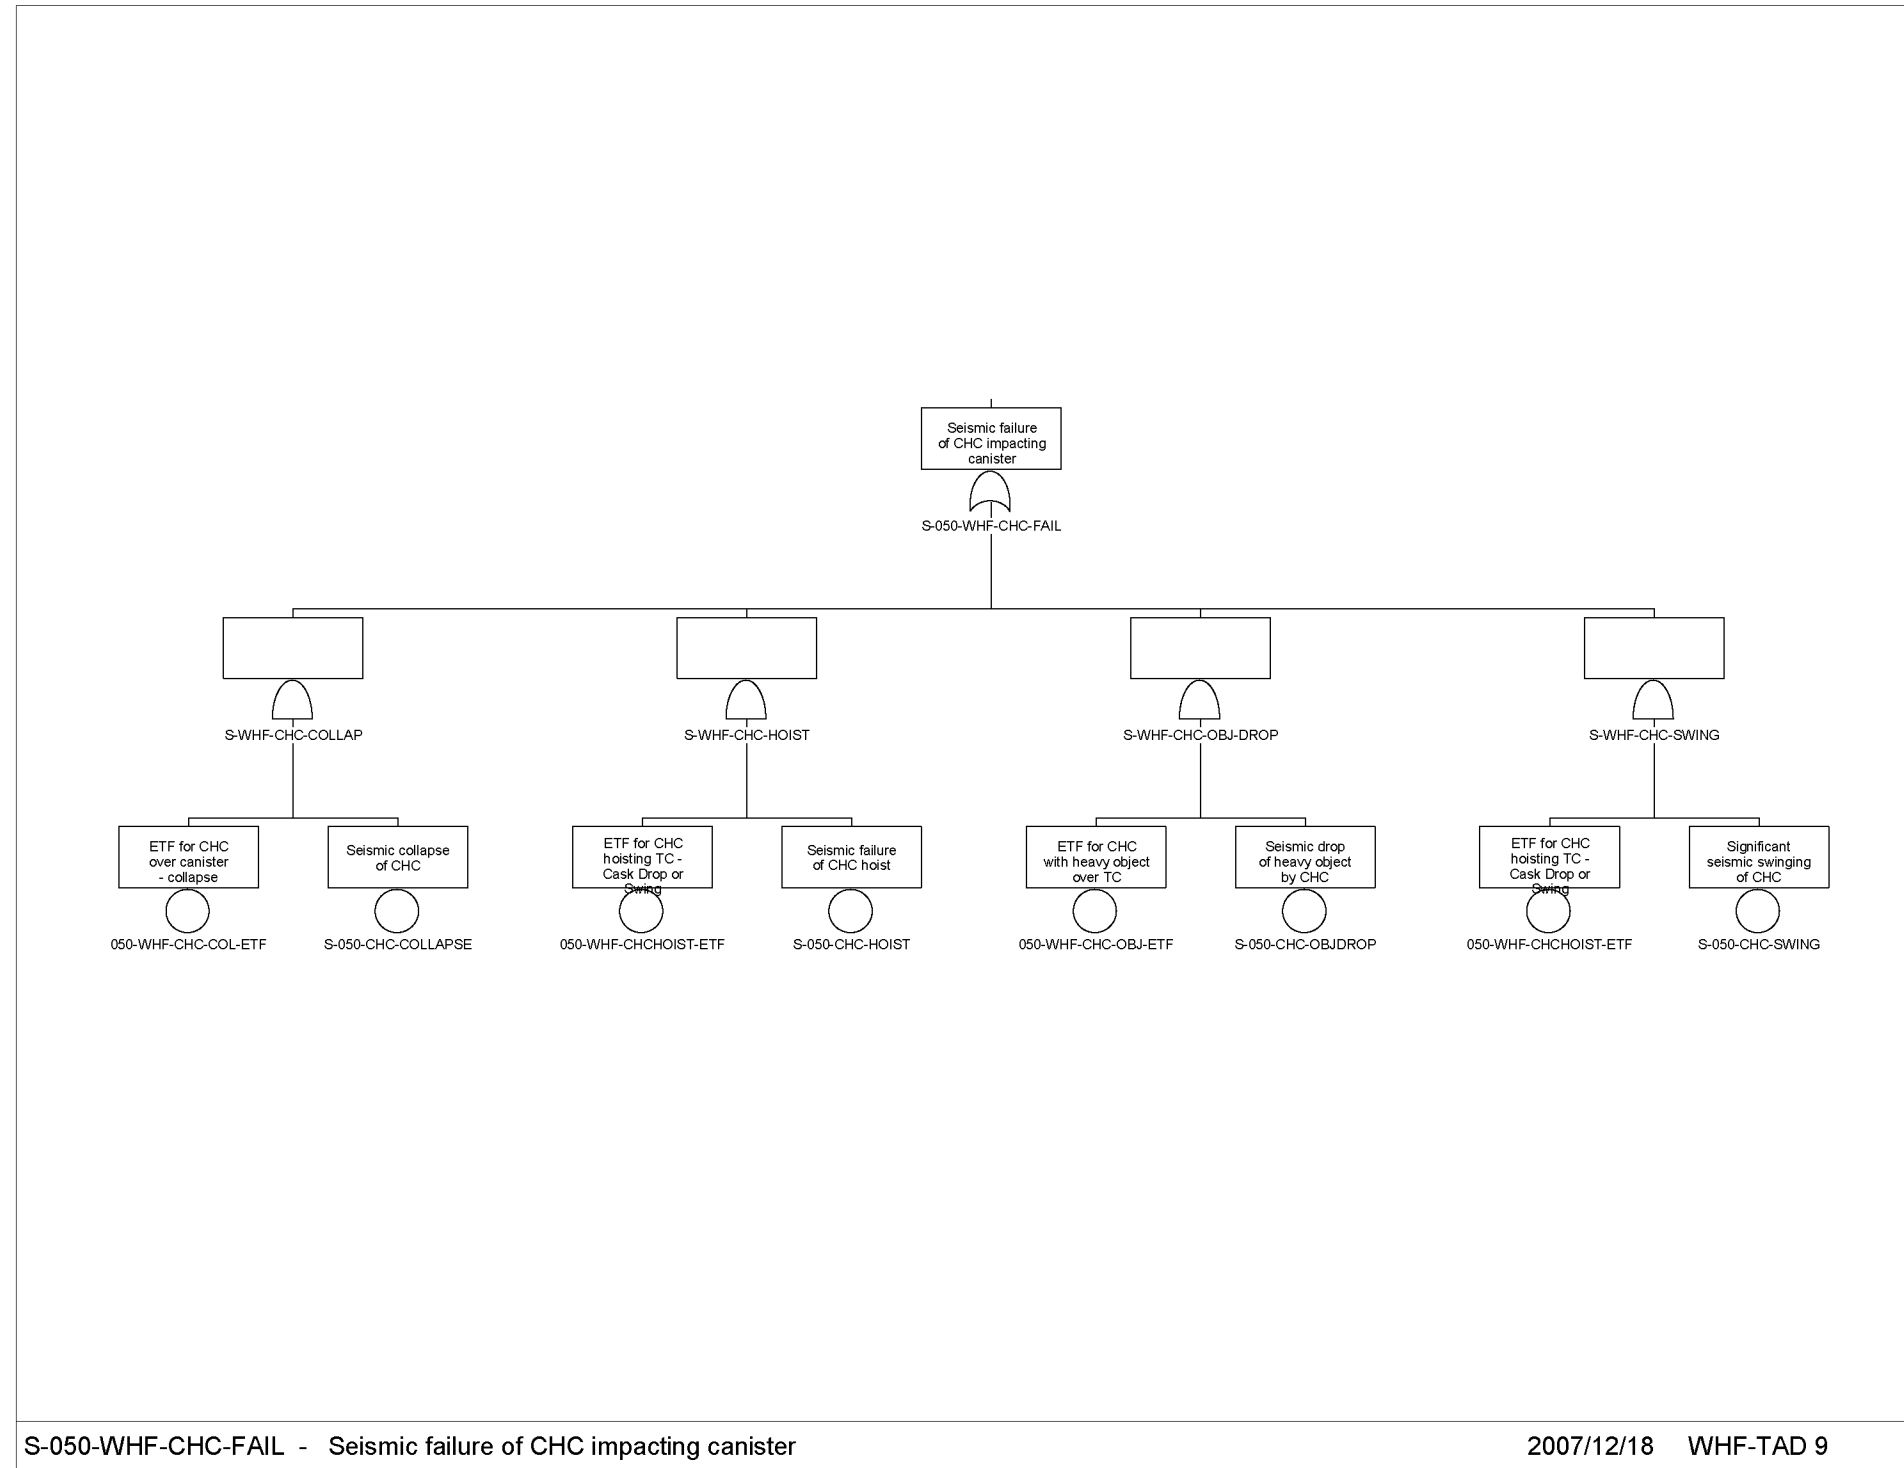 Seismic failure
of CHC impacting
canister
S-050-WHF-CHC-FAIL
S-WHF-CHC-COLLAP
S-WHF-CHC-HOIST
S-WHF-CHC-OBJ-DROP
S-WHF-CHC-SWING
ETF for CHC
over canister
- collapse
050-WHF-CHC-COL-ETF
Seismic collapse
of CHC
S-050-CHC-COLLAPSE
ETF for CHC
hoisting TC -
Cask Drop or
Swing
050-WHF-CHCHOIST-ETF
Seismic failure
of CHC hoist
S-050-CHC-HOIST
ETF for CHC
with heavy object
over TC
050-WHF-CHC-OBJ-ETF
Seismic drop
of heavy object
by CHC
S-050-CHC-OBJDROP
ETF for CHC
hoisting TC -
Cask Drop or
Swing
050-WHF-CHCHOIST-ETF
Significant
seismic swinging
of CHC
S-050-CHC-SWING
S-050-WHF-CHC-FAIL - Seismic failure of CHC impacting canister
2007/12/18 WHF-TAD 9